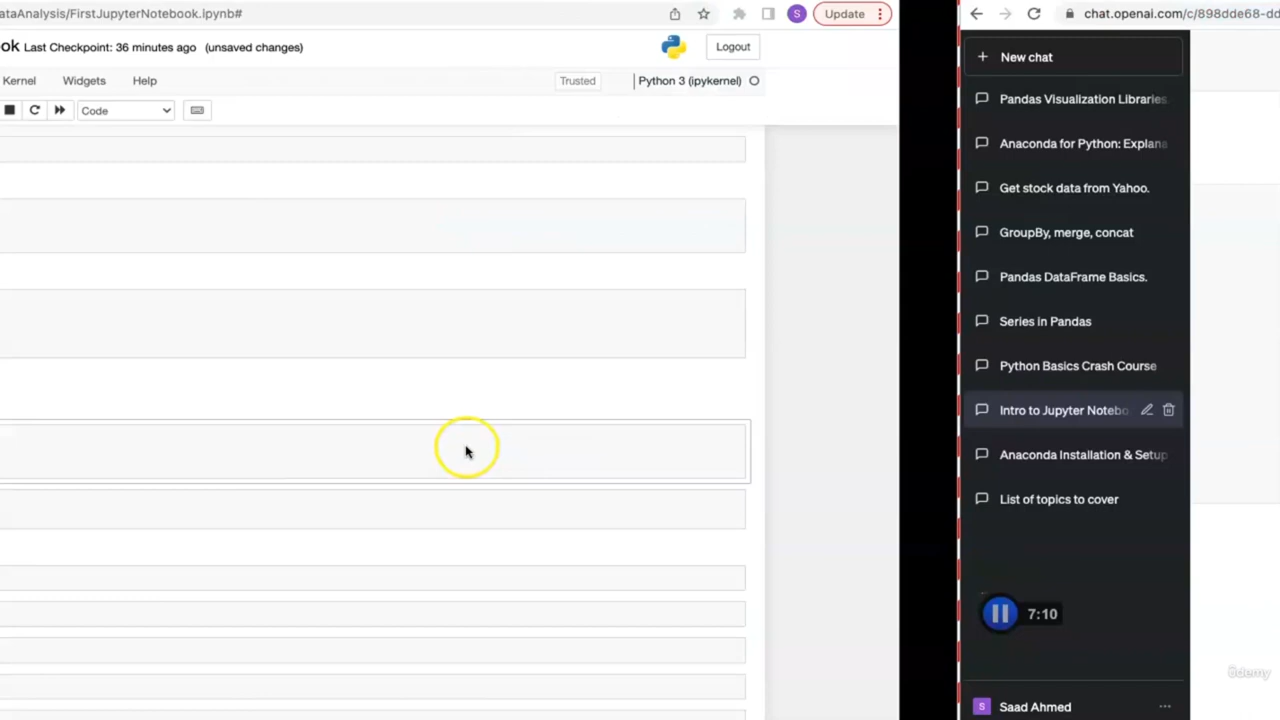 ataAnalysis/FirstJupyterNotebook.ipynb#
S
Update
ok Last Checkpoint: 36 minutes ago (unsaved changes)
Logout
Kernel Widgets Help
Trusted
Python 3 (ipykernel)
Code
chat.openai.com/c/898dde68-dd
New chat
Pandas Visualization Libraries.
Anaconda for Python: Explana
Get stock data from Yahoo.
GroupBy, merge, concat
Pandas DataFrame Basics.
Series in Pandas
Python Basics Crash Course
Intro to Jupyter Notebo
Anaconda Installation & Setup
List of topics to cover
7:10
S
Saad Ahmed
ûdemy